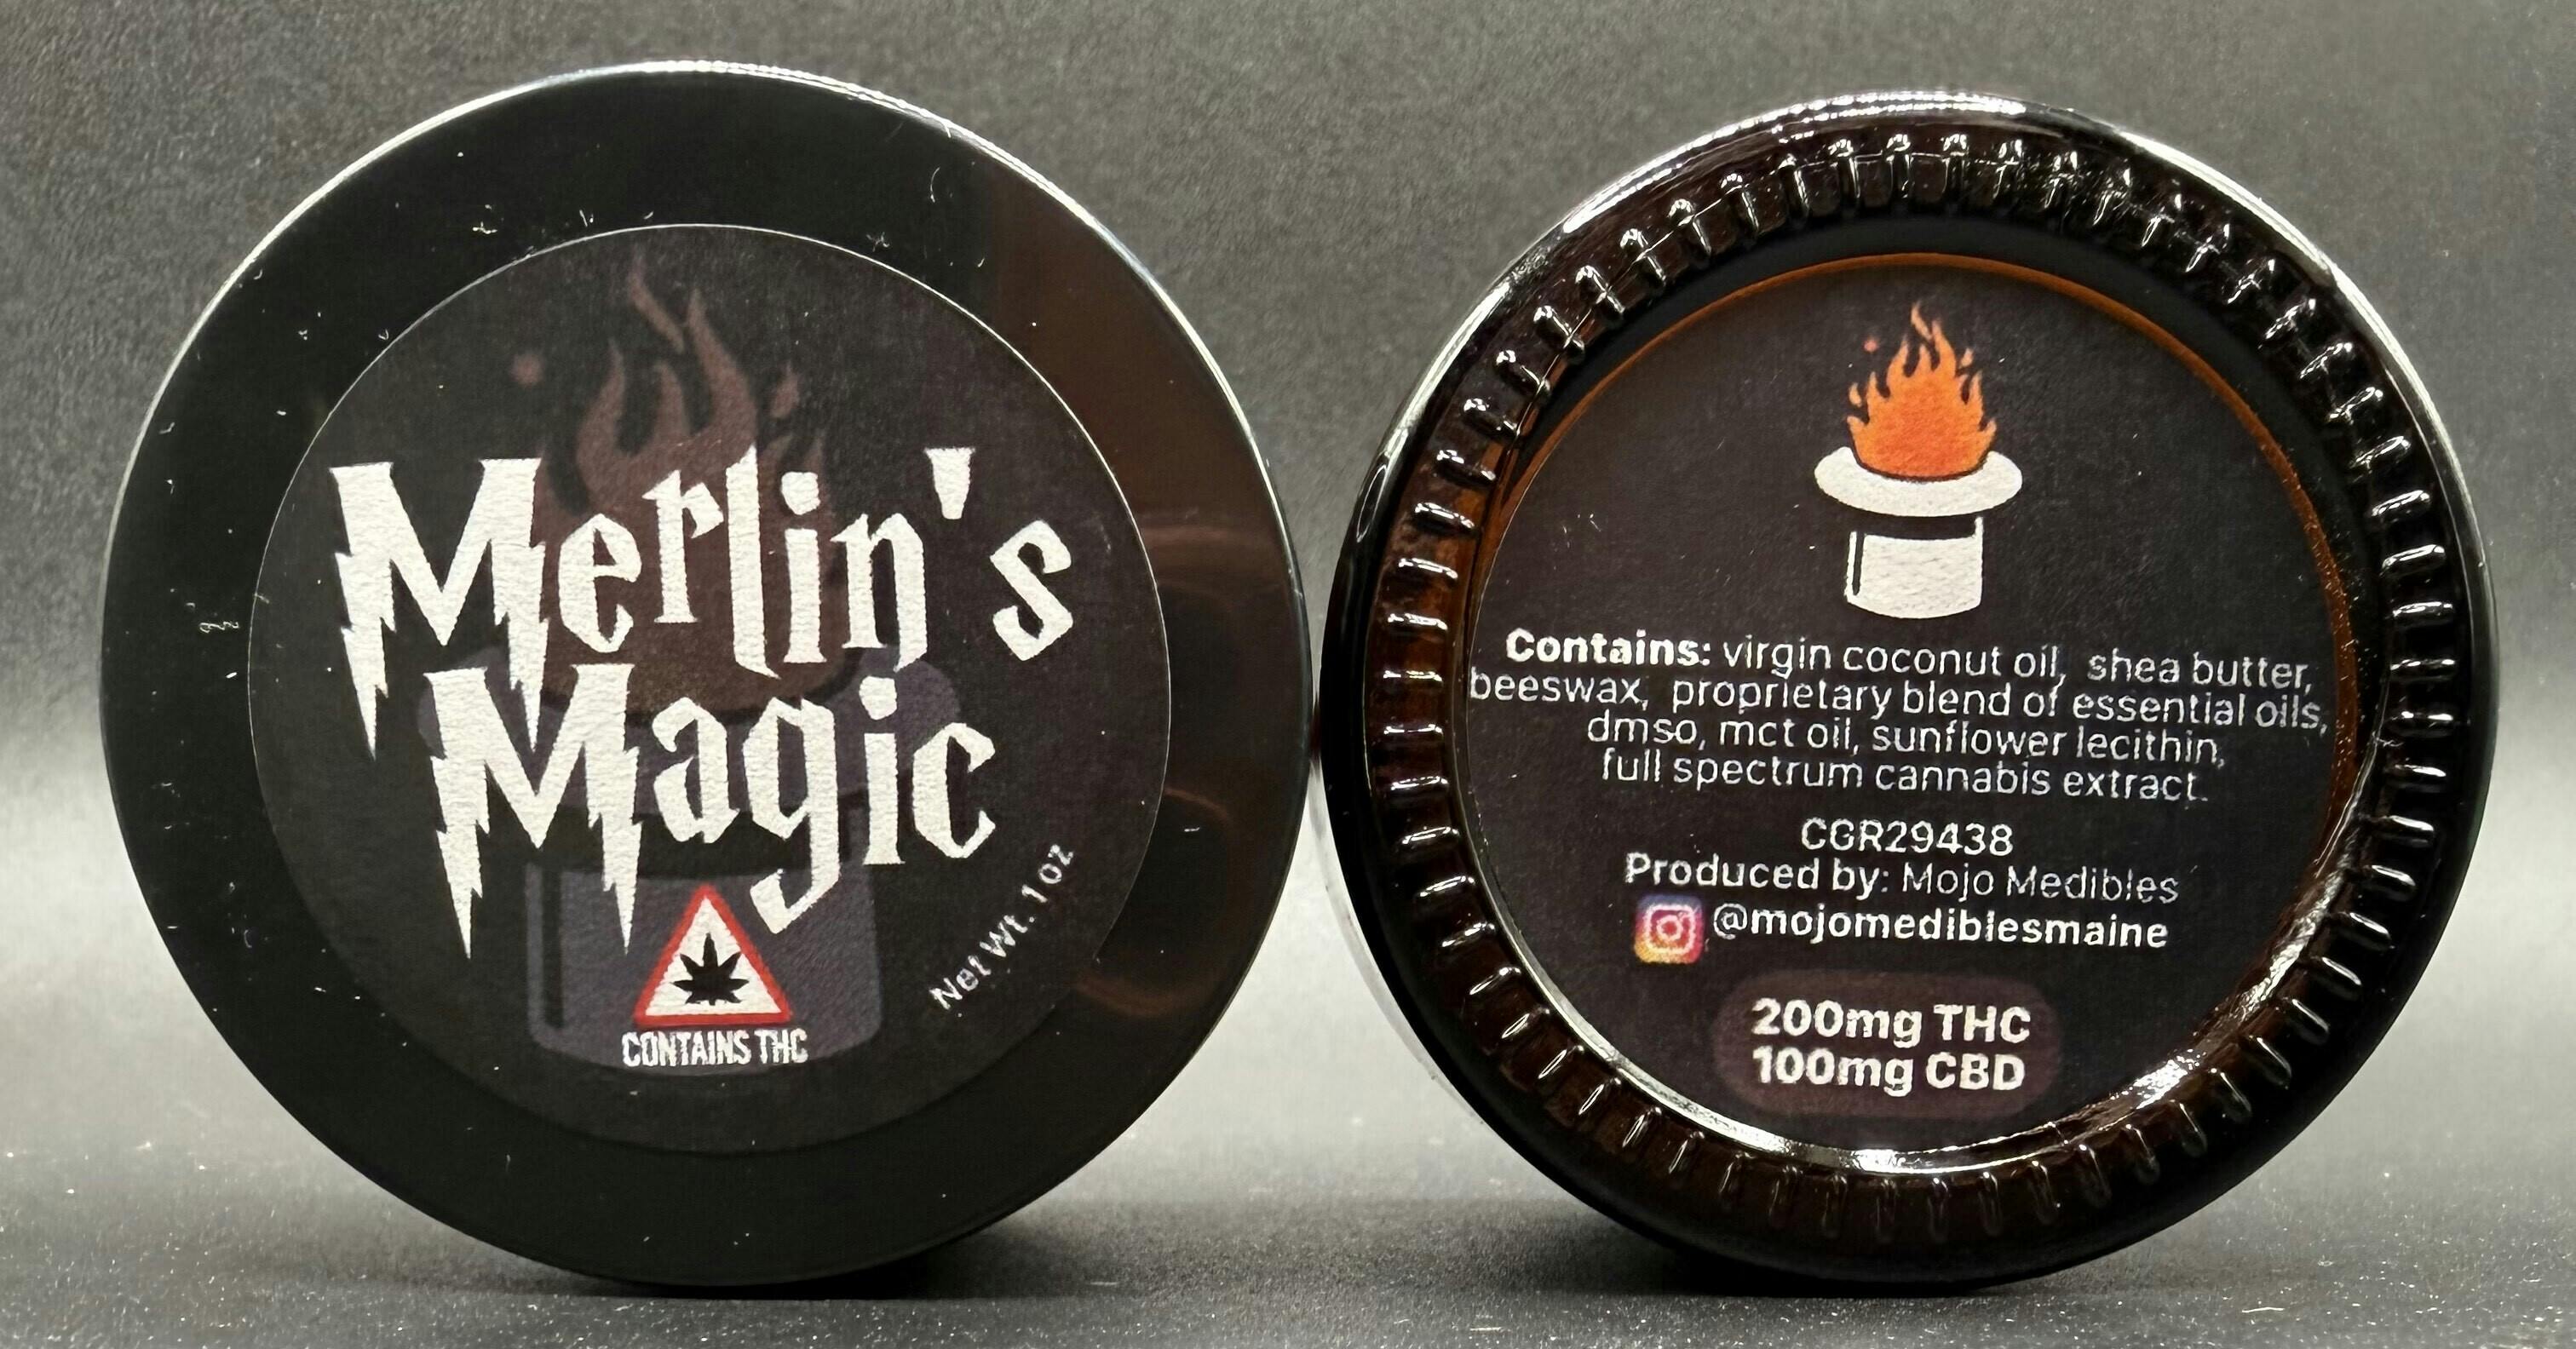 Merlin's
Magic
Net Wt. 1 oz
CONTAINS THC
Contains: virgin coconut oil, shea butter,
beeswax, proprietary blend of essential oils,
dmso, mct oil, sunflower lecithin,
full spectrum cannabis extract.
CGR29438
Produced by: Mojo Medibles
@mojomediblesmaine
200mg THC
100mg CBD